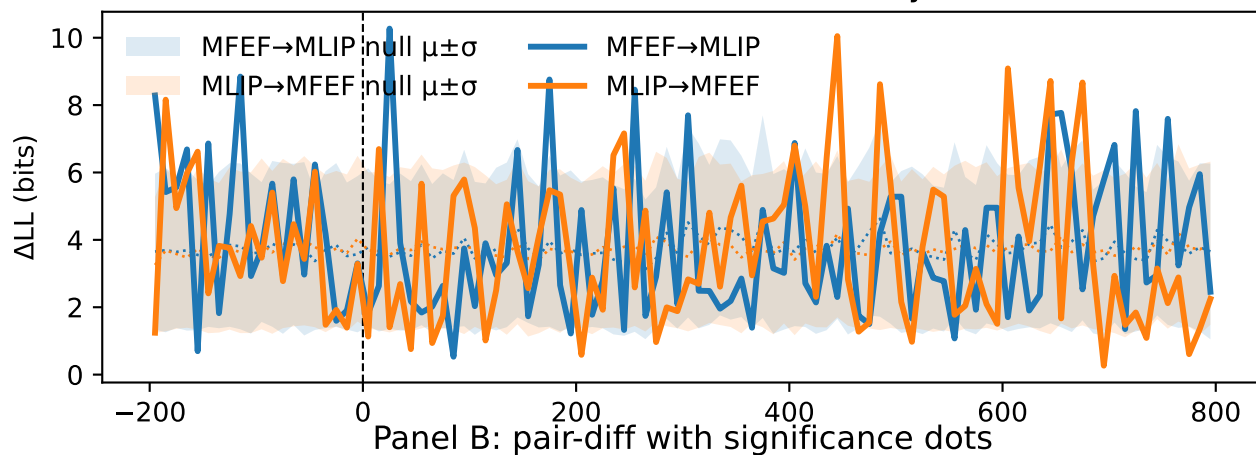 10
8
6
4
2
0
ΔLL (bits)
MFEF→MLIP null μ±σ
MLIP→MFEF null μ±σ
MFEF→MLIP
MLIP→MFEF
−200 0 200 400 600 800
Panel B: pair-diff with significance dots